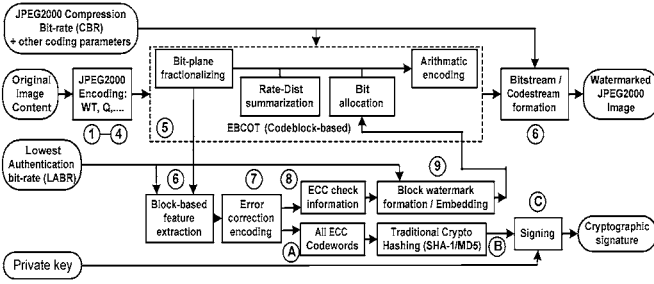 JPEG2000 Compression
Bit-rate (CBR)
+ other coding parameters
Bit-plane
fractionalizing
Arithmatic
encoding
Original
Image
Content
JPEG2000
Encoding:
WT, Q,....
Rate-Dist
summarization
Bit
allocation
Bitstream /
Codestream
formation
Watermarked
JPEG2000
Image
EBCOT (Codeblock-based)
1
4
5
6
Lowest
Authentication
bit-rate (LABR)
6
7
8
9
Block-based
feature
extraction
Error
correction
encoding
ECC check
information
Block watermark
formation / Embedding
A
All ECC
Codewords
Traditional Crypto
Hashing (SHA-1/MD5)
B
C
Signing
Cryptographic
signature
Private key